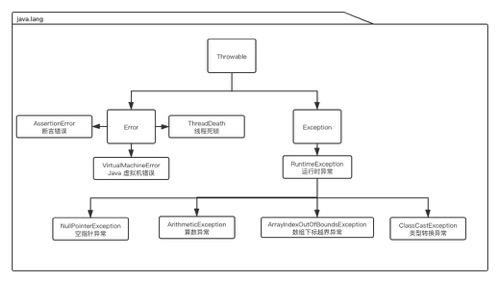 java.lang
Throwable
AssertionError
断言错误
Error
ThreadDeath
线程死锁
Exception
VirtualMachineError
Java 虚拟机错误
RuntimeException
运行时异常
NullPointerException
空指针异常
ArithmeticException
算数异常
ArrayIndexOutOfBoundsException
数组下标越界异常
ClassCastException
类型转换异常